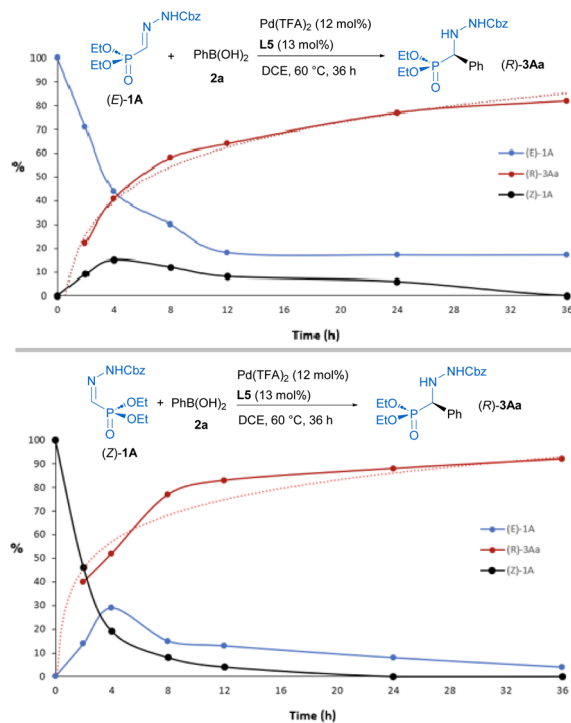 NHCbz
N
EtO
EtO
P
O
(E)-1A
+
PhB(OH)2
2a
Pd(TFA)2 (12 mol%)
L5 (13 mol%)
DCE, 60 °C, 36 h
NHCbz
HN
EtO
EtO
P
Ph
O
(R)-3Aa
100
90
80
70
60
50
40
30
20
10
0
%
(E)-1A
(R)-3Aa
(Z)-1A
0 4 8 12 16 20 24 28 32 36
Time (h)
NHCbz
N
OEt
P
OEt
O
(Z)-1A
+
PhB(OH)2
2a
Pd(TFA)2 (12 mol%)
L5 (13 mol%)
DCE, 60 °C, 36 h
NHCbz
HN
EtO
EtO
P
Ph
O
(R)-3Aa
100
90
80
70
60
50
40
30
20
10
0
%
(E)-1A
(R)-3Aa
(Z)-1A
0 4 8 12 16 20 24 28 32 36
Time (h)